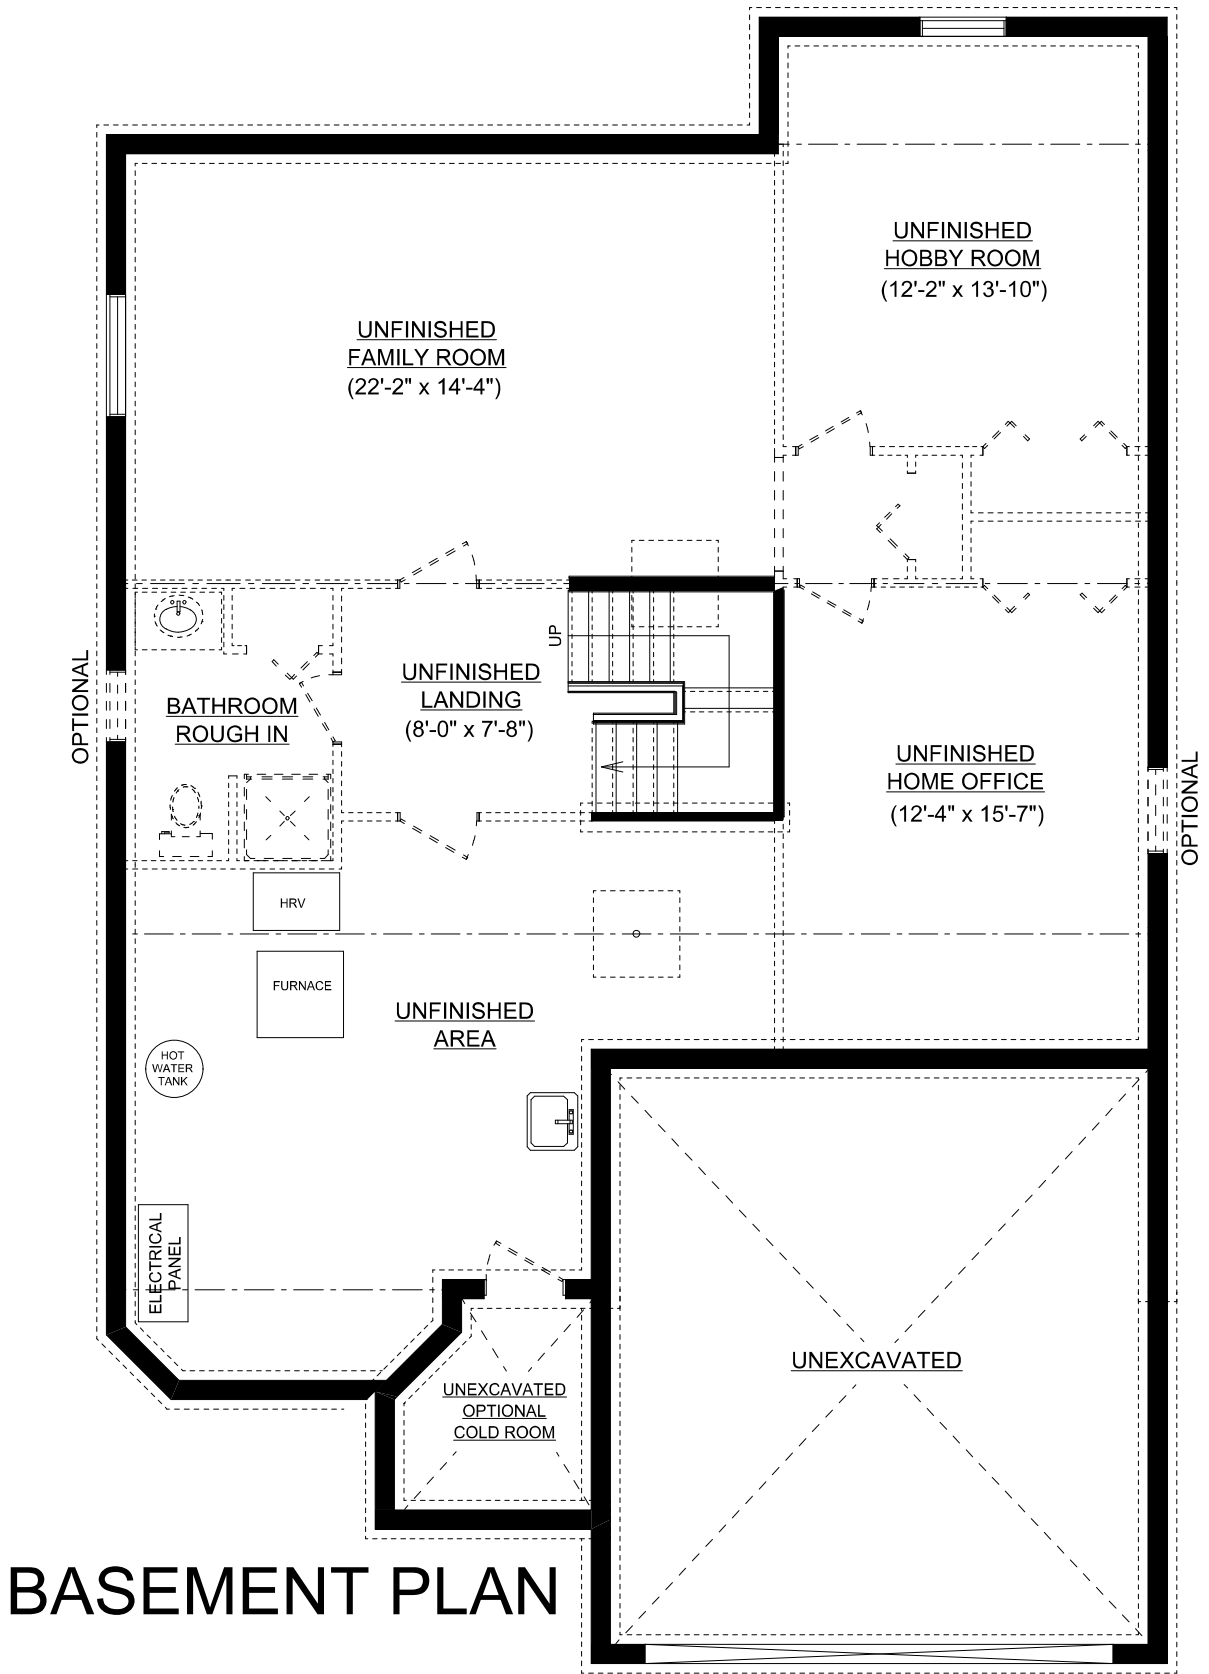 UNFINISHED
HOBBY ROOM
(12'-2" x 13'-10")
UNFINISHED
FAMILY ROOM
(22'-2" x 14'-4")
UP
OPTIONAL
UNFINISHED
LANDING
(8'-0" x 7'-8")
BATHROOM
ROUGH IN
UNFINISHED
HOME OFFICE
(12'-4" x 15'-7")
OPTIONAL
HRV
FURNACE
UNFINISHED
AREA
HOT
WATER
TANK
ELECTRICAL
PANEL
UNEXCAVATED
UNEXCAVATED
OPTIONAL
COLD ROOM
BASEMENT PLAN